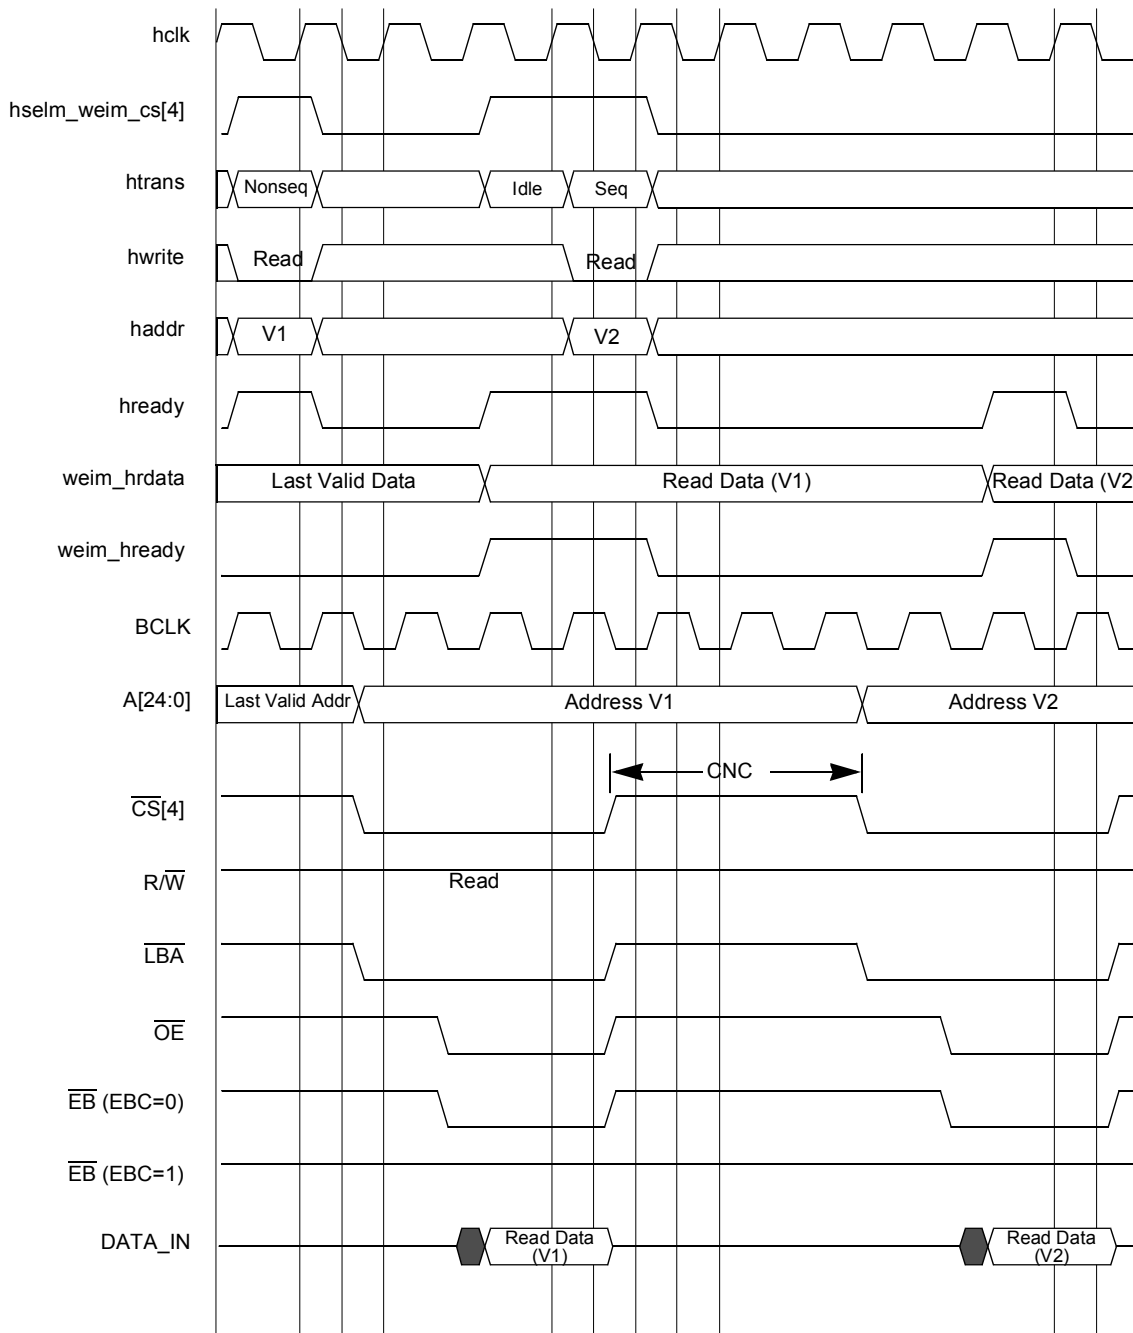 hclk
hselm_weim_cs[4]
htrans Nonseq Idle Seq
hwrite Read Read
haddr V1 V2
hready
weim_hrdata Last Valid Data Read Data (V1) Read Data (V2
weim_hready
BCLK
A[24:0] Last Valid Addr Address V1 Address V2
CNC
CS[4]
R/W Read
LBA
OE
EB (EBC=0)
EB (EBC=1)
DATA_IN Read Data (V1) Read Data (V2)